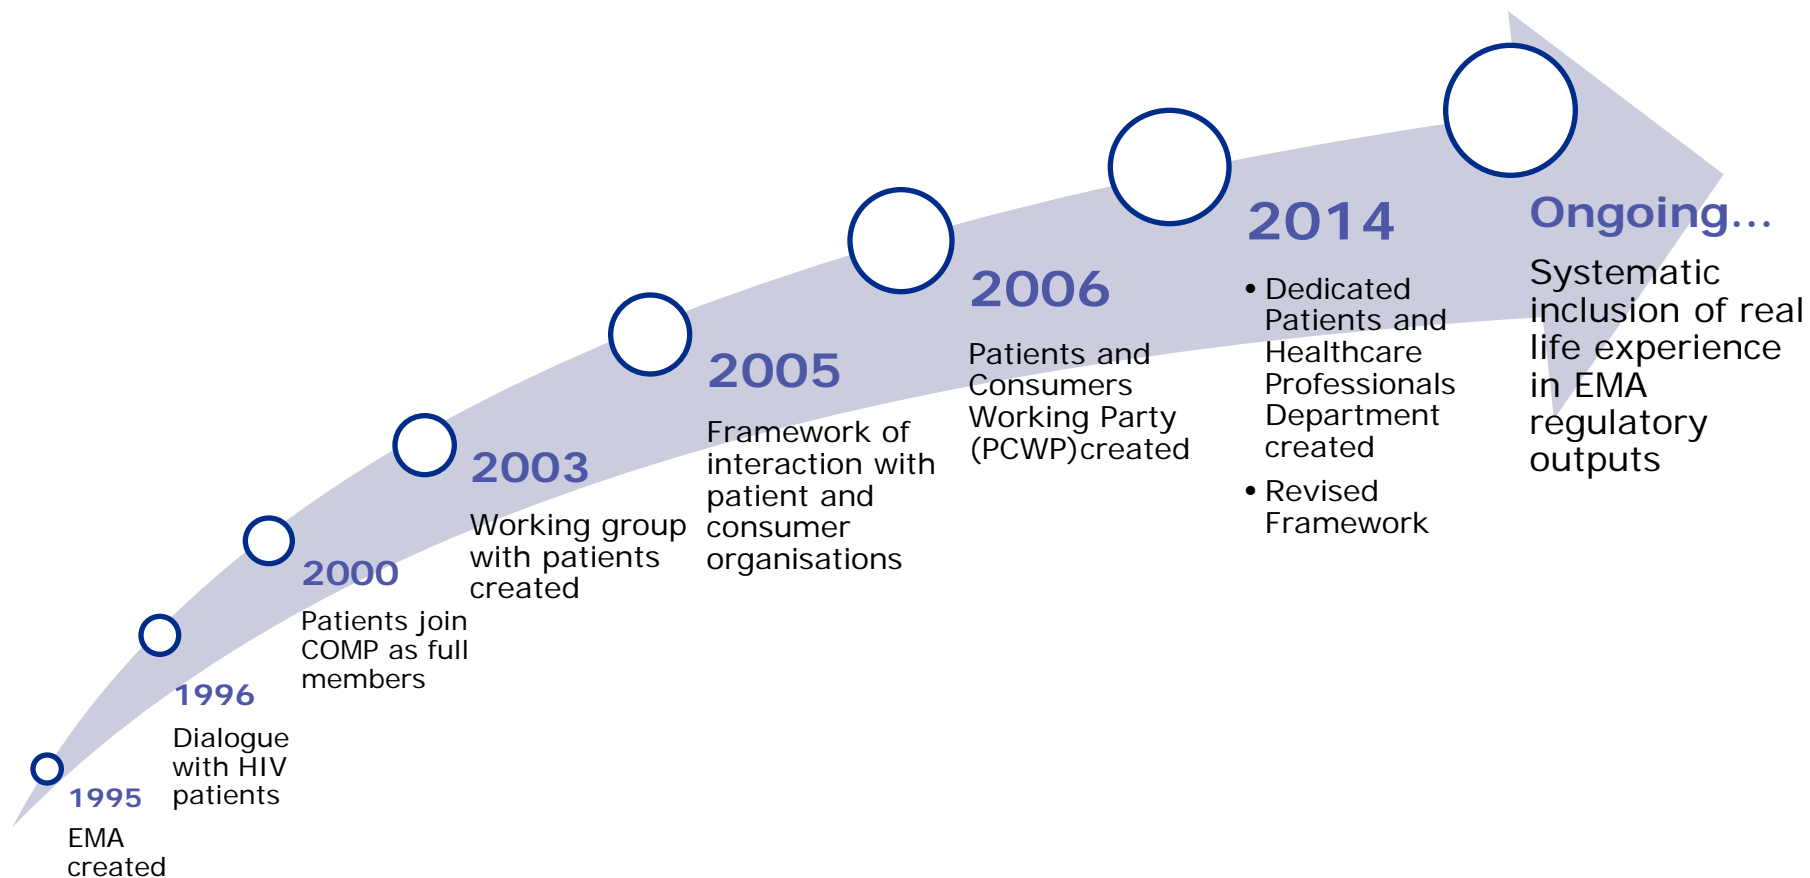 1995
EMA
created
1996
Dialogue
with HIV
patients
2000
Patients join
COMP as full
members
2003
Working group
with patients
created
2005
Framework of
interaction with
patient and
consumer
organisations
2006
Patients and
Consumers
Working Party
(PCWP)created
2014
• Dedicated
Patients and
Healthcare
Professionals
Department
created
• Revised
Framework
Ongoing...
Systematic
inclusion of real
life experience
in EMA
regulatory
outputs